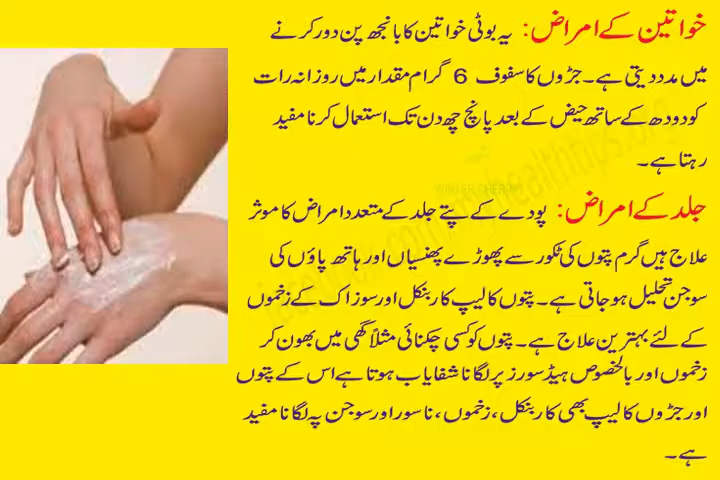 خواتین کے امراض: یہ بوٹی خواتین کا بانجھ پن دور کرنے
میں مدد دیتی ہے۔ جڑوں کا سفوف 6 گرام مقدار میں روزانہ رات
کو دودھ کے ساتھ حیض کے بعد پانچ چھ دن تک استعمال کرنا مفید
رہتا ہے۔
WINTER CHERRY
جلد کے امراض: پودے کے پتے جلد کے متعدد امراض کا موثر
علاج ہیں گرم پتوں کی ٹکور سے پھوڑے پھنسیاں اور ہاتھ پاؤں کی
سوجن تحلیل ہو جاتی ہے۔ پتوں کا لیپ کاربنکل اور سوزاک کے زخموں
کے لئے بہترین علاج ہے۔ پتوں کو کسی چکنائی مثلاً گھی میں بھون کر
زخموں اور بالخصوص بیڈ سورز پر لگانا شفایاب ہوتا ہے اس کے پتوں
اور جڑوں کا لیپ بھی کاربنکل، زخموں، ناسور اور سوجن پہ لگانا مفید
ہے۔